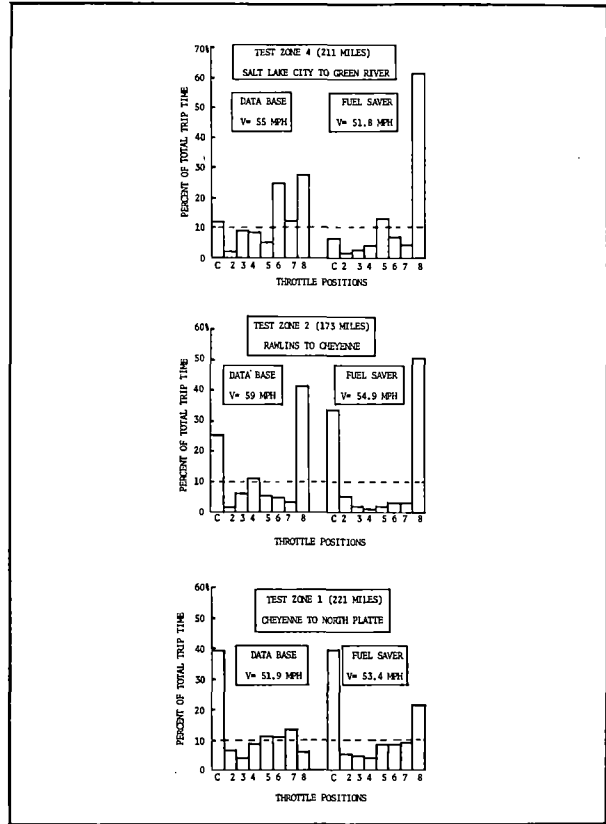 TEST ZONE 4 (211 MILES)
SALT LAKE CITY TO GREEN RIVER
DATA BASE
V= 55 MPH
FUEL SAVER
V= 51.8 MPH
PERCENT OF TOTAL TRIP TIME
70%
60
50
40
30
20
10
0
C 2 3 4 5 6 7 8 C 2 3 4 5 6 7 8
THROTTLE POSITIONS
TEST ZONE 2 (173 MILES)
RAWLINS TO CHEYENNE
DATA BASE
V= 59 MPH
FUEL SAVER
V= 54.9 MPH
PERCENT OF TOTAL TRIP TIME
60%
50
40
30
20
10
0
C 2 3 4 5 6 7 8 C 2 3 4 5 6 7 8
THROTTLE POSITIONS
TEST ZONE 1 (221 MILES)
CHEYENNE TO NORTH PLATTE
DATA BASE
V= 51.9 MPH
FUEL SAVER
V= 53.4 MPH
PERCENT OF TOTAL TRIP TIME
60%
50
40
30
20
10
0
C 2 3 4 5 6 7 8 C 2 3 4 5 6 7 8
THROTTLE POSITIONS